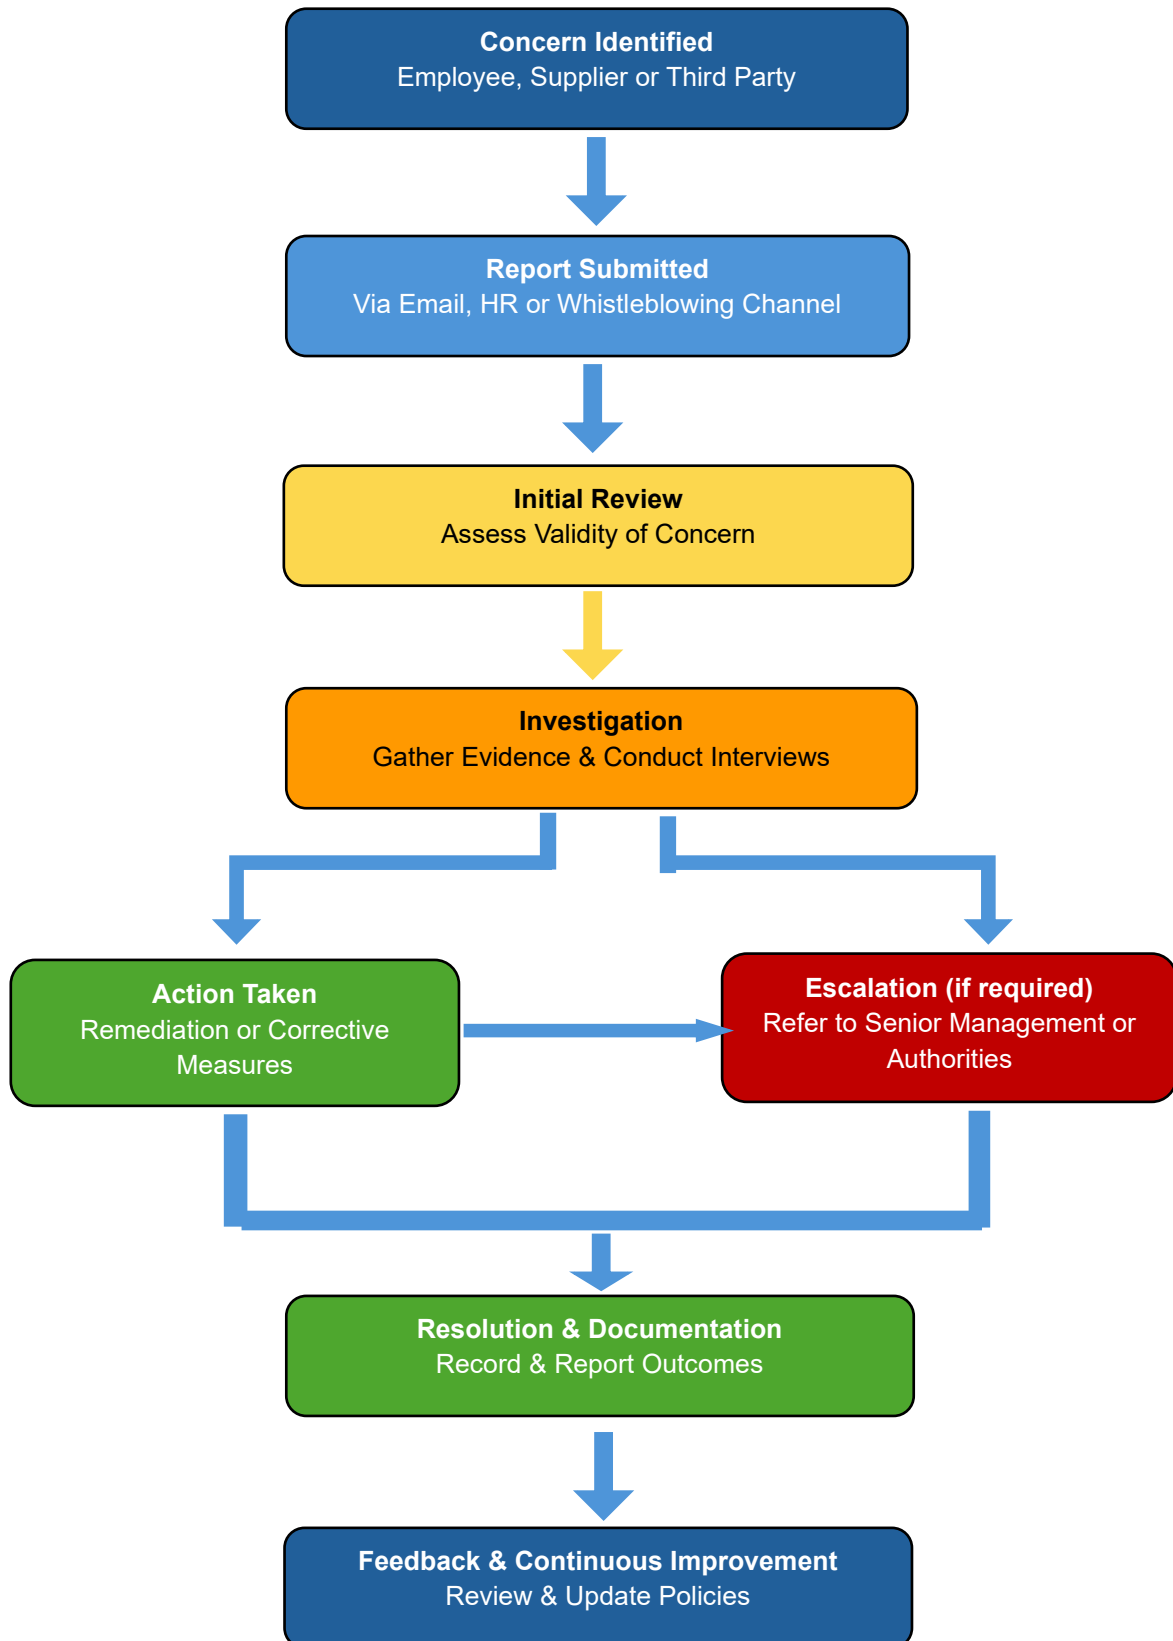 Concern Identified
Employee, Supplier or Third Party
Report Submitted
Via Email, HR or Whistleblowing Channel
Initial Review
Assess Validity of Concern
Investigation
Gather Evidence & Conduct Interviews
Action Taken
Remediation or Corrective
Measures
Escalation (if required)
Refer to Senior Management or
Authorities
Resolution & Documentation
Record & Report Outcomes
Feedback & Continuous Improvement
Review & Update Policies